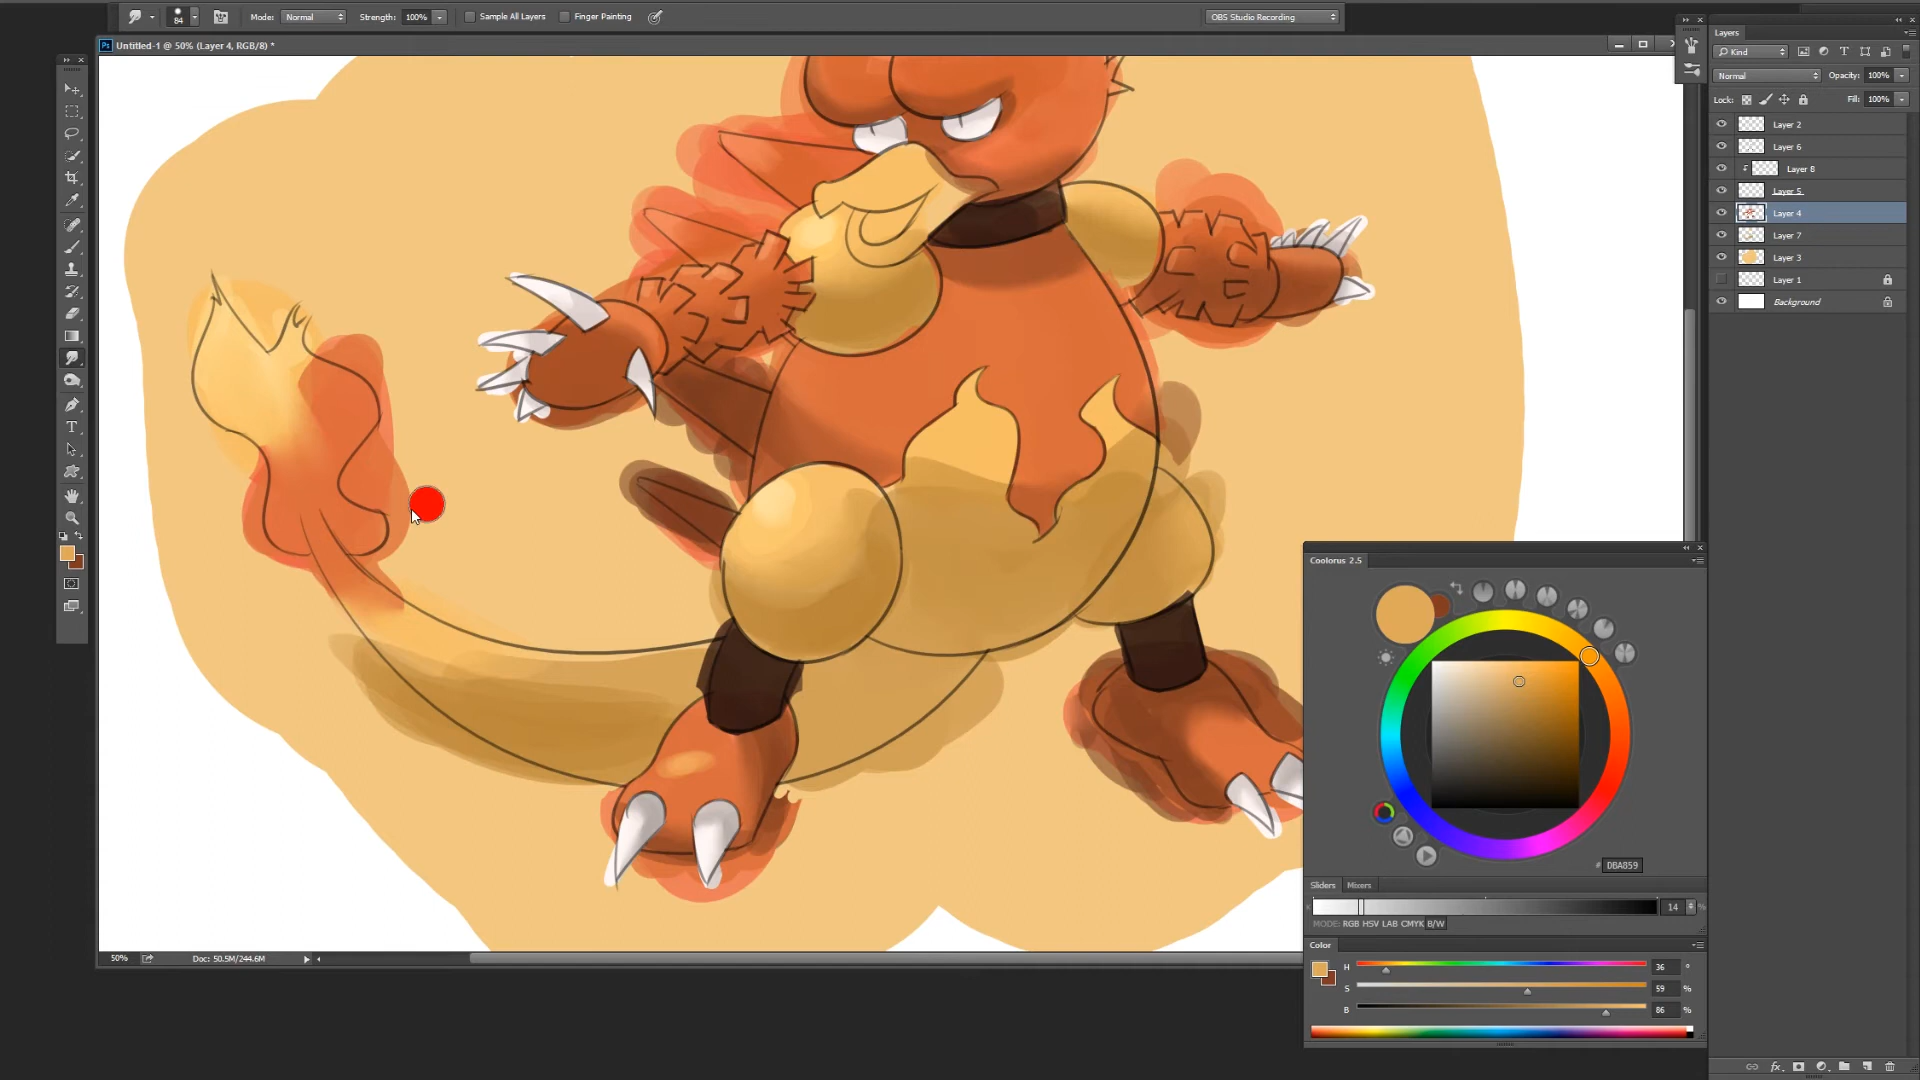 84
Mode: Normal Strength: 100% Sample All Layers Finger Painting OBS Studio Recording
Ps Untitled-1 @ 50% (Layer 4, RGB/8) *
Layers
Kind
Normal Opacity: 100%
Lock: Fill: 100%
Layer 2
Layer 6
Layer 8
Layer 5
Layer 4
Layer 7
Layer 3
Layer 1
Background
T
Coolorus 2.5
# DBA859
Sliders Mixers
14 %
MODE: RGB HSV LAB CMYK B/W
Color
H 36 °
S 59 %
B 86 %
50% Doc: 50.5M/244.6M
fx